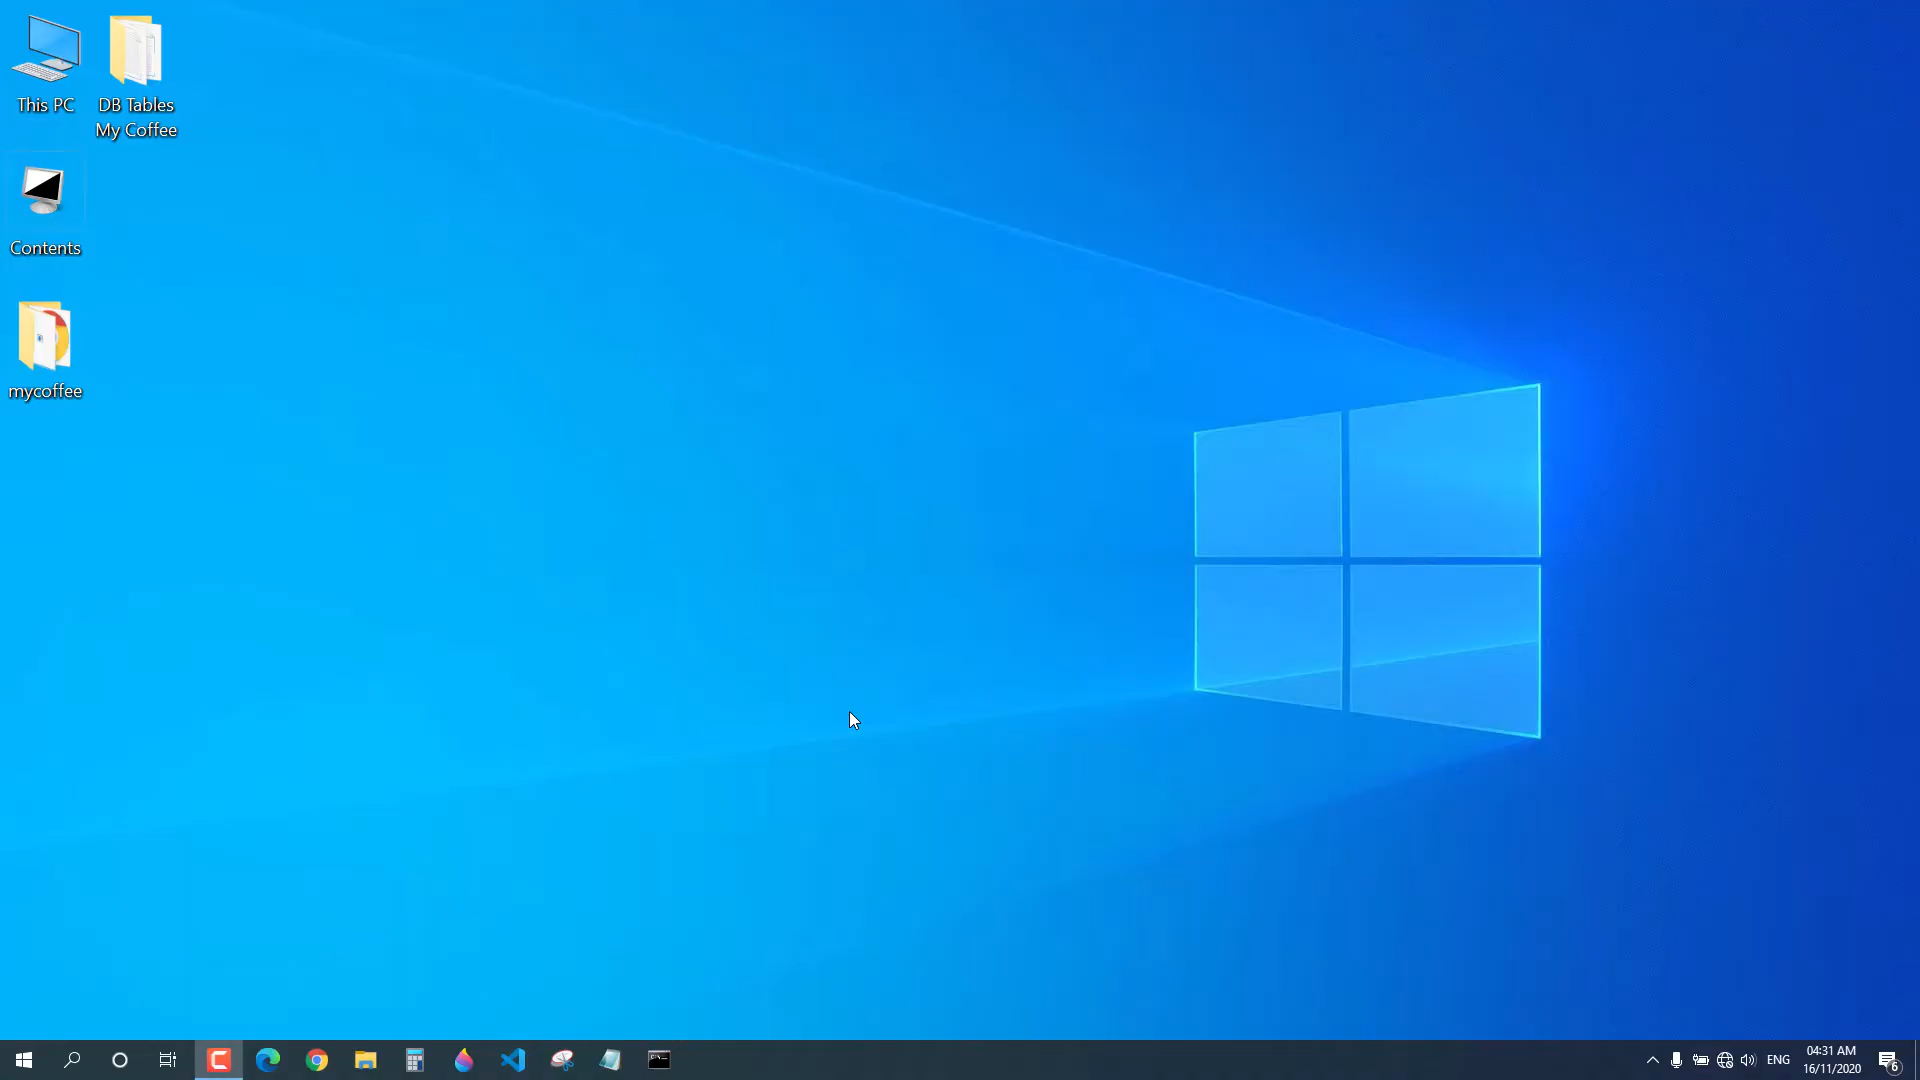 This PC
DB Tables
My Coffee
Contents
mycoffee
ENG
04:31 AM
16/11/2020
6